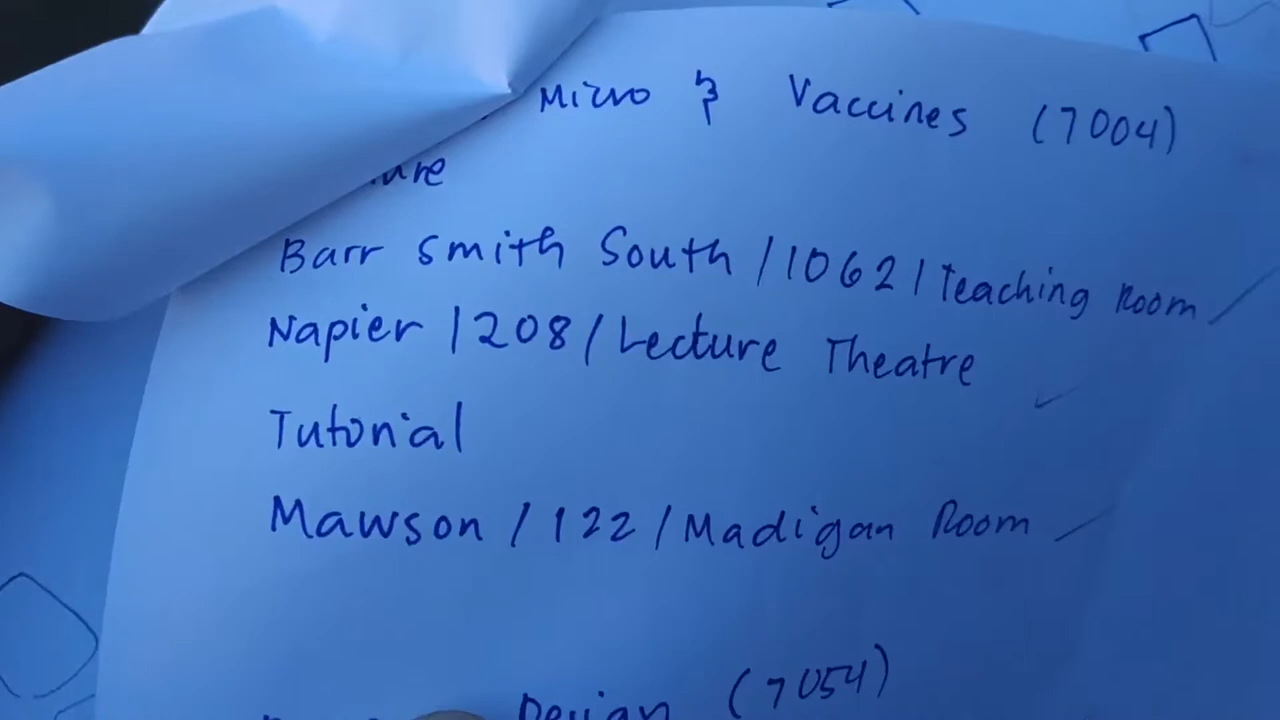 Micro & Vaccines (7004)
Barr Smith South / 1062 / Teaching Room
Napier / 208 / Lecture Theatre
Tutorial
Mawson / 122 / Madigan Room
Design (7054)